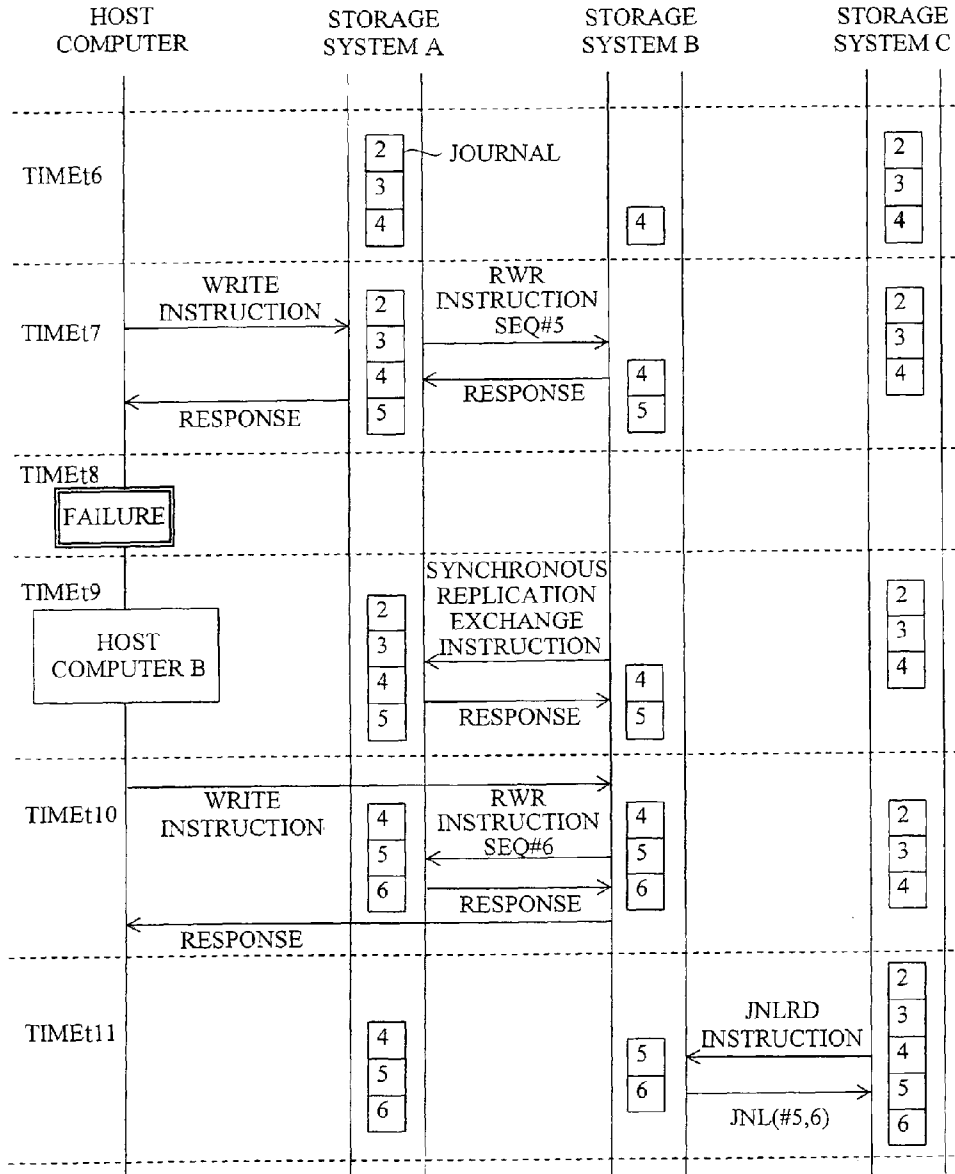 HOST
COMPUTER
STORAGE
SYSTEM A
STORAGE
SYSTEM B
STORAGE
SYSTEM C
TIMEt6
2
3
4
JOURNAL
4
2
3
4
TIMEt7
WRITE
INSTRUCTION
RESPONSE
2
3
4
5
RWR
INSTRUCTION
SEQ#5
RESPONSE
4
5
2
3
4
TIMEt8
FAILURE
TIMEt9
HOST
COMPUTER B
2
3
4
5
SYNCHRONOUS
REPLICATION
EXCHANGE
INSTRUCTION
RESPONSE
4
5
2
3
4
TIMEt10
WRITE
INSTRUCTION
RESPONSE
4
5
6
RWR
INSTRUCTION
SEQ#6
RESPONSE
4
5
6
2
3
4
TIMEt11
4
5
6
5
6
JNLRD
INSTRUCTION
JNL(#5,6)
2
3
4
5
6